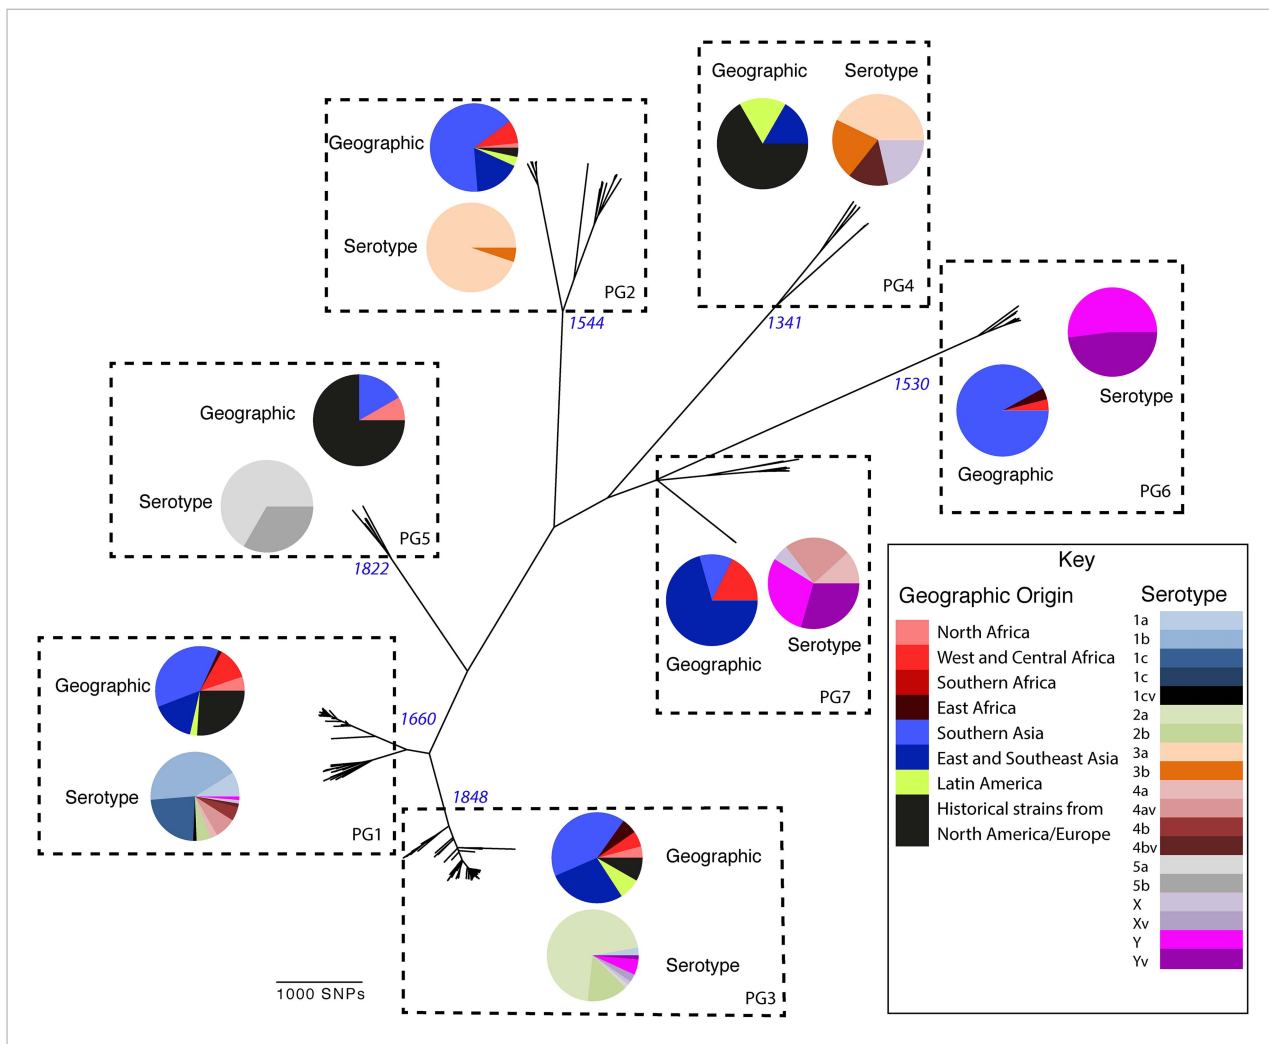 Geographic Serotype
PG4
1341
Geographic
Serotype
PG2
1544
1530
Serotype
Geographic
PG6
Geographic
Serotype
PG5
1822
Geographic
Serotype
PG7
Geographic
Serotype
1660
PG1
1848
Geographic
Serotype
PG3
1000 SNPs
Key
Geographic Origin
North Africa
West and Central Africa
Southern Africa
East Africa
Southern Asia
East and Southeast Asia
Latin America
Historical strains from
North America/Europe
Serotype
1a
1b
1c
1c
1cv
2a
2b
3a
3b
4a
4av
4b
4bv
5a
5b
X
Xv
Y
Yv